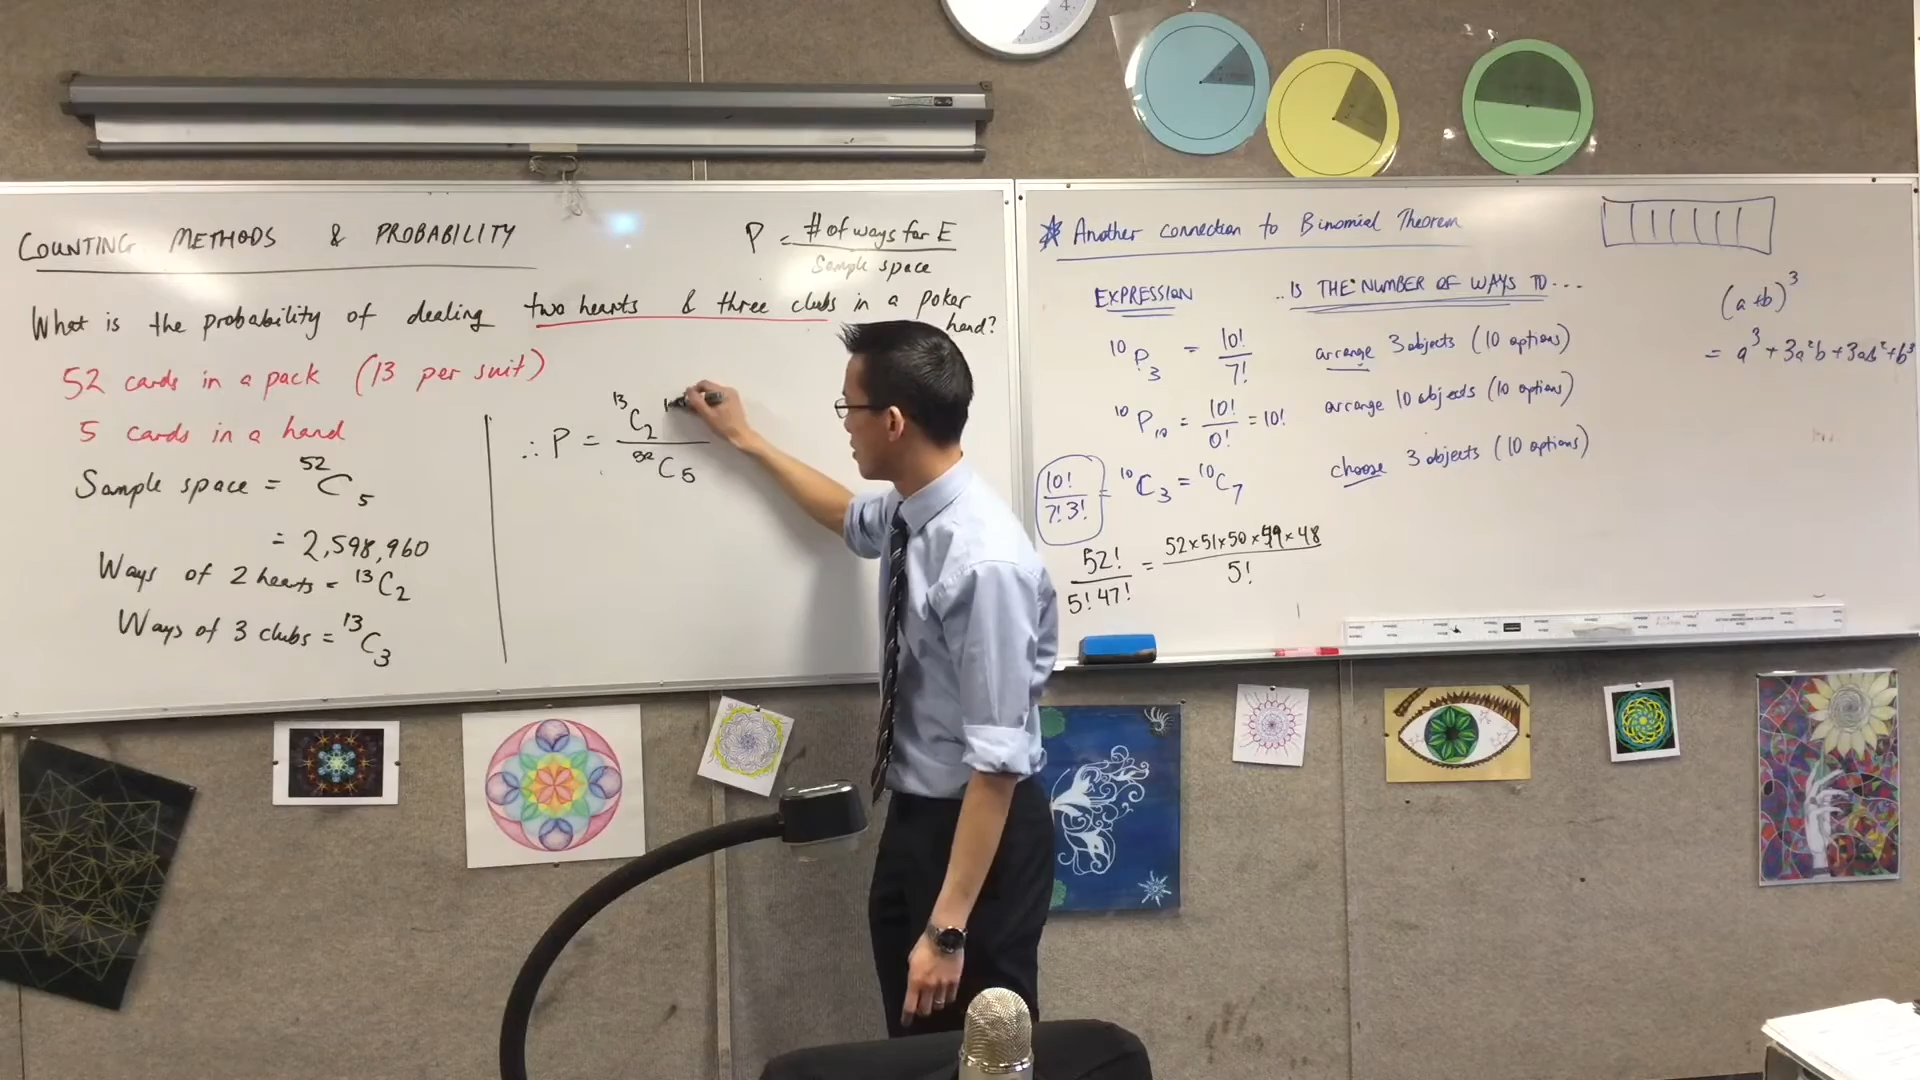 COUNTING METHODS & PROBABILITY
P = # of ways for E / Sample space
What is the probability of dealing two hearts & three clubs in a poker hand?
52 cards in a pack (13 per suit)
5 cards in a hand
Sample space = ⁵²C₅
= 2,598,960
Ways of 2 hearts = ¹³C₂
Ways of 3 clubs = ¹³C₃
∴ P = ¹³C₂ / ⁵²C₅
Another connection to Binomial Theorem
EXPRESSION ..IS THE NUMBER OF WAYS TO...
¹⁰P₃ = 10!/7! arrange 3 objects (10 options)
¹⁰P₁₀ = 10!/0! = 10! arrange 10 objects (10 options)
10!/7!3! = ¹⁰C₃ = ¹⁰C₇ choose 3 objects (10 options)
52!/5!47! = 52×51×50×49×48/5!
(a+b)³
= a³ + 3a²b + 3ab² + b³
5 4